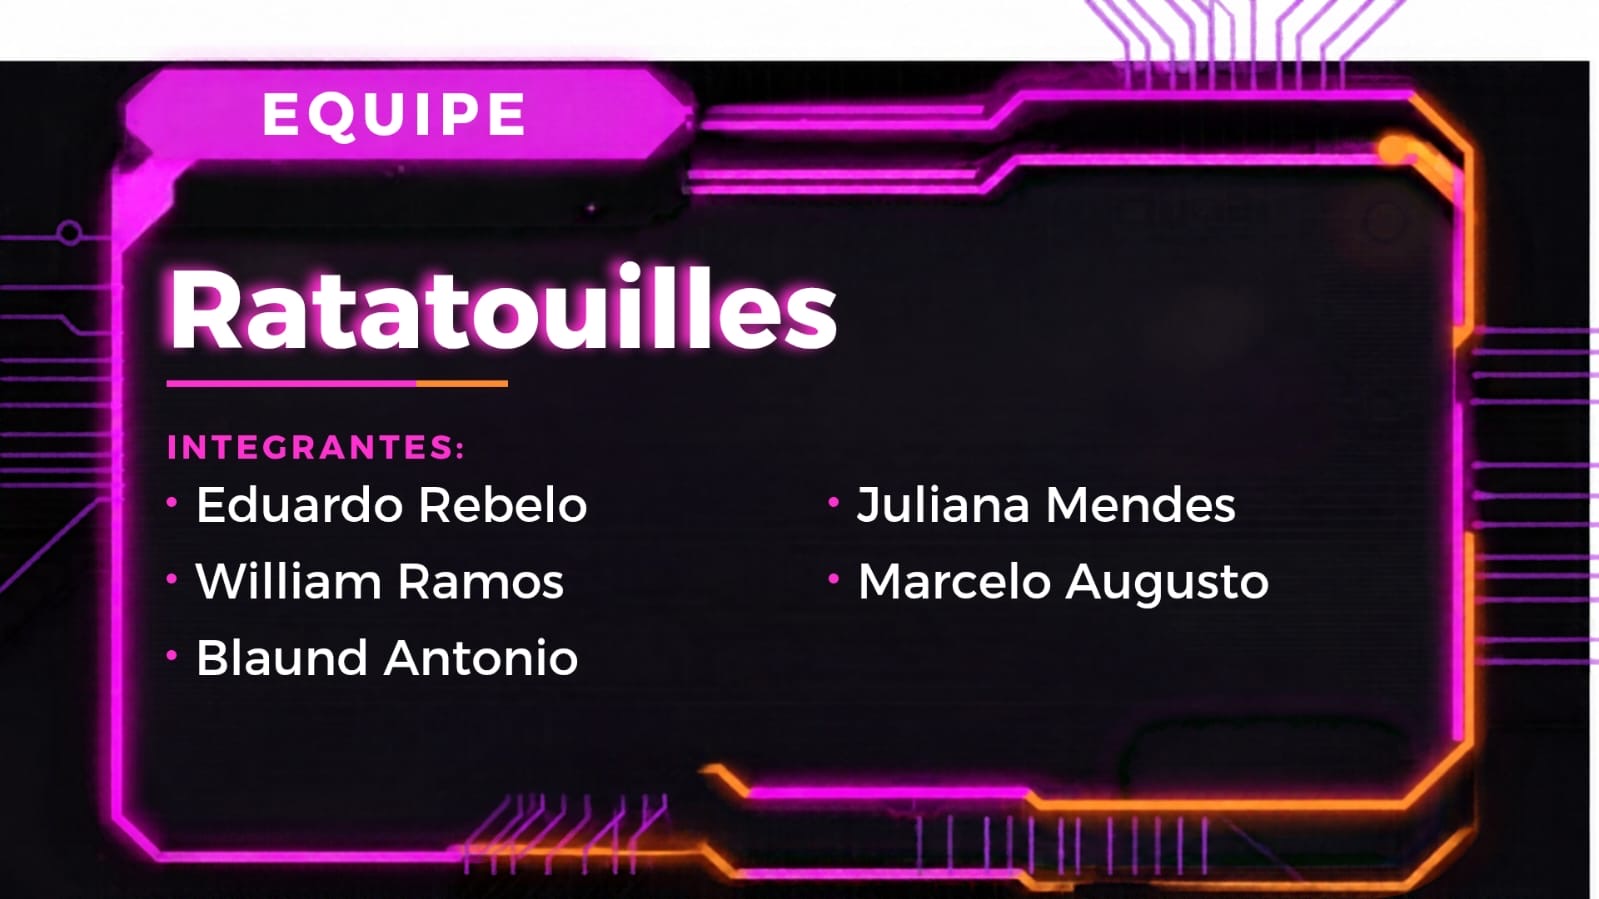 EQUIPE
Ratatouilles
INTEGRANTES:
• Eduardo Rebelo
• William Ramos
• Blaund Antonio
• Juliana Mendes
• Marcelo Augusto